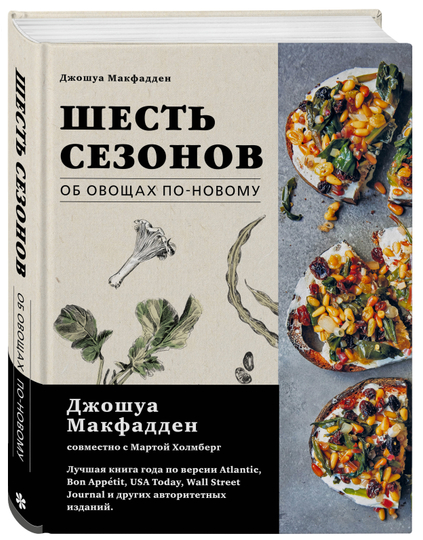 Джошуа Макфадден
ШЕСТЬ
СЕЗОНОВ
ОБ ОВОЩАХ ПО-НОВОМУ
Джошуа
Макфадден
совместно с Мартой Холмберг
Лучшая книга года по версии Atlantic,
Bon Appétit, USA Today, Wall Street
Journal и других авторитетных
изданий.
ШЕСТЬ СЕЗОНОВ
ОБ ОВОЩАХ ПО-НОВОМУ